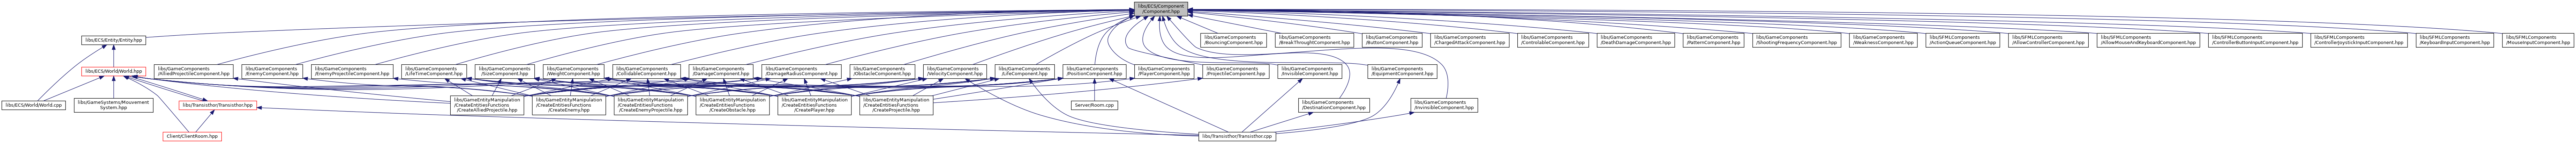 libs/ECS/Component
/Component.hpp
libs/ECS/Entity/Entity.hpp
libs/GameComponents
/BouncingComponent.hpp
libs/GameComponents
/BreakThroughtComponent.hpp
libs/GameComponents
/ButtonComponent.hpp
libs/GameComponents
/ChargedAttackComponent.hpp
libs/GameComponents
/ControlableComponent.hpp
libs/GameComponents
/DeathDamageComponent.hpp
libs/GameComponents
/PatternComponent.hpp
libs/GameComponents
/ShootingFrequencyComponent.hpp
libs/GameComponents
/WeaknessComponent.hpp
libs/SFMLComponents
/ActionQueueComponent.hpp
libs/SFMLComponents
/AllowControllerComponent.hpp
libs/SFMLComponents
/AllowMouseAndKeyboardComponent.hpp
libs/SFMLComponents
/ControllerButtonInputComponent.hpp
libs/SFMLComponents
/ControllerJoystickInputComponent.hpp
libs/SFMLComponents
/KeyboardInputComponent.hpp
libs/SFMLComponents
/MouseInputComponent.hpp
libs/ECS/World/World.hpp
libs/GameComponents
/AlliedProjectileComponent.hpp
libs/GameComponents
/EnemyComponent.hpp
libs/GameComponents
/EnemyProjectileComponent.hpp
libs/GameComponents
/LifeTimeComponent.hpp
libs/GameComponents
/SizeComponent.hpp
libs/GameComponents
/WeightComponent.hpp
libs/GameComponents
/CollidableComponent.hpp
libs/GameComponents
/DamageComponent.hpp
libs/GameComponents
/DamageRadiusComponent.hpp
libs/GameComponents
/ObstacleComponent.hpp
libs/GameComponents
/VelocityComponent.hpp
libs/GameComponents
/LifeComponent.hpp
libs/GameComponents
/PositionComponent.hpp
libs/GameComponents
/PlayerComponent.hpp
libs/GameComponents
/ProjectileComponent.hpp
libs/GameComponents
/InvisibleComponent.hpp
libs/GameComponents
/EquipmentComponent.hpp
libs/ECS/World/World.cpp
libs/GameSystems/Mouvement
System.hpp
libs/Transisthor/Transisthor.hpp
libs/GameEntityManipulation
/CreateEntitiesFunctions
/CreateAlliedProjectile.hpp
libs/GameEntityManipulation
/CreateEntitiesFunctions
/CreateEnemy.hpp
libs/GameEntityManipulation
/CreateEntitiesFunctions
/CreateEnemyProjectile.hpp
libs/GameEntityManipulation
/CreateEntitiesFunctions
/CreateObstacle.hpp
libs/GameEntityManipulation
/CreateEntitiesFunctions
/CreatePlayer.hpp
libs/GameEntityManipulation
/CreateEntitiesFunctions
/CreateProjectile.hpp
Server/Room.cpp
libs/GameComponents
/DestinationComponent.hpp
libs/GameComponents
/InvinsibleComponent.hpp
Client/ClientRoom.hpp
libs/Transisthor/Transisthor.cpp